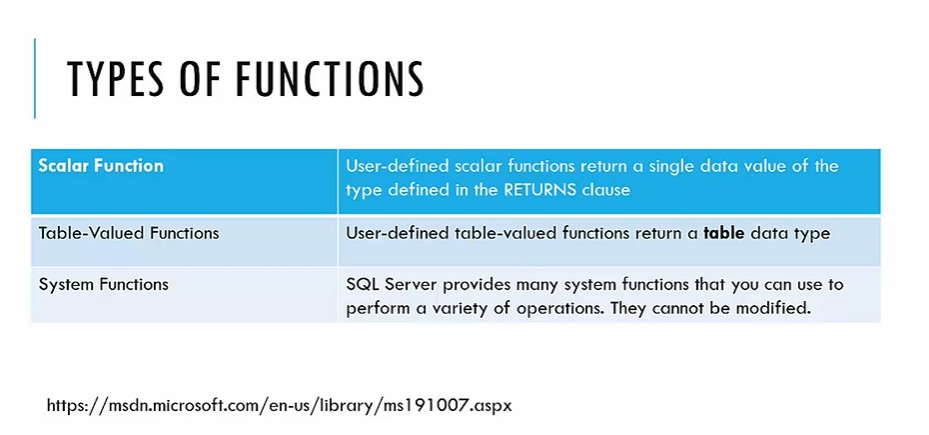 TYPES OF FUNCTIONS
Scalar Function
User-defined scalar functions return a single data value of the
type defined in the RETURNS clause
Table-Valued Functions
User-defined table-valued functions return a table data type
System Functions
SQL Server provides many system functions that you can use to
perform a variety of operations. They cannot be modified.
https://msdn.microsoft.com/en-us/library/ms191007.aspx